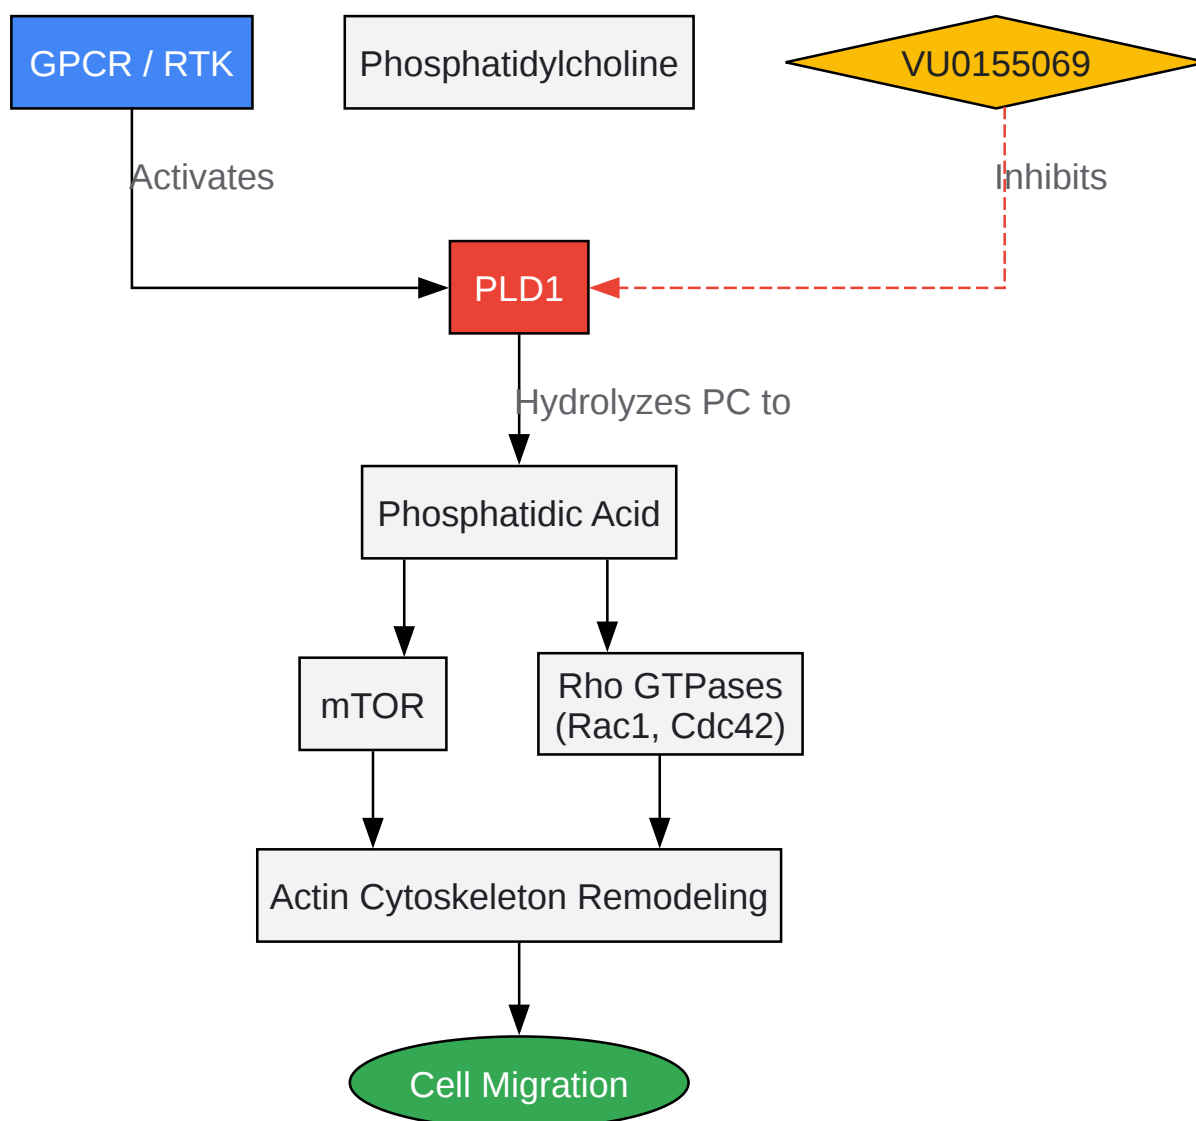 GPCR / RTK
Phosphatidylcholine
VU0155069
Activates
Inhibits
PLD1
Hydrolyzes PC to
Phosphatidic Acid
mTOR
Rho GTPases
(Rac1, Cdc42)
Actin Cytoskeleton Remodeling
Cell Migration